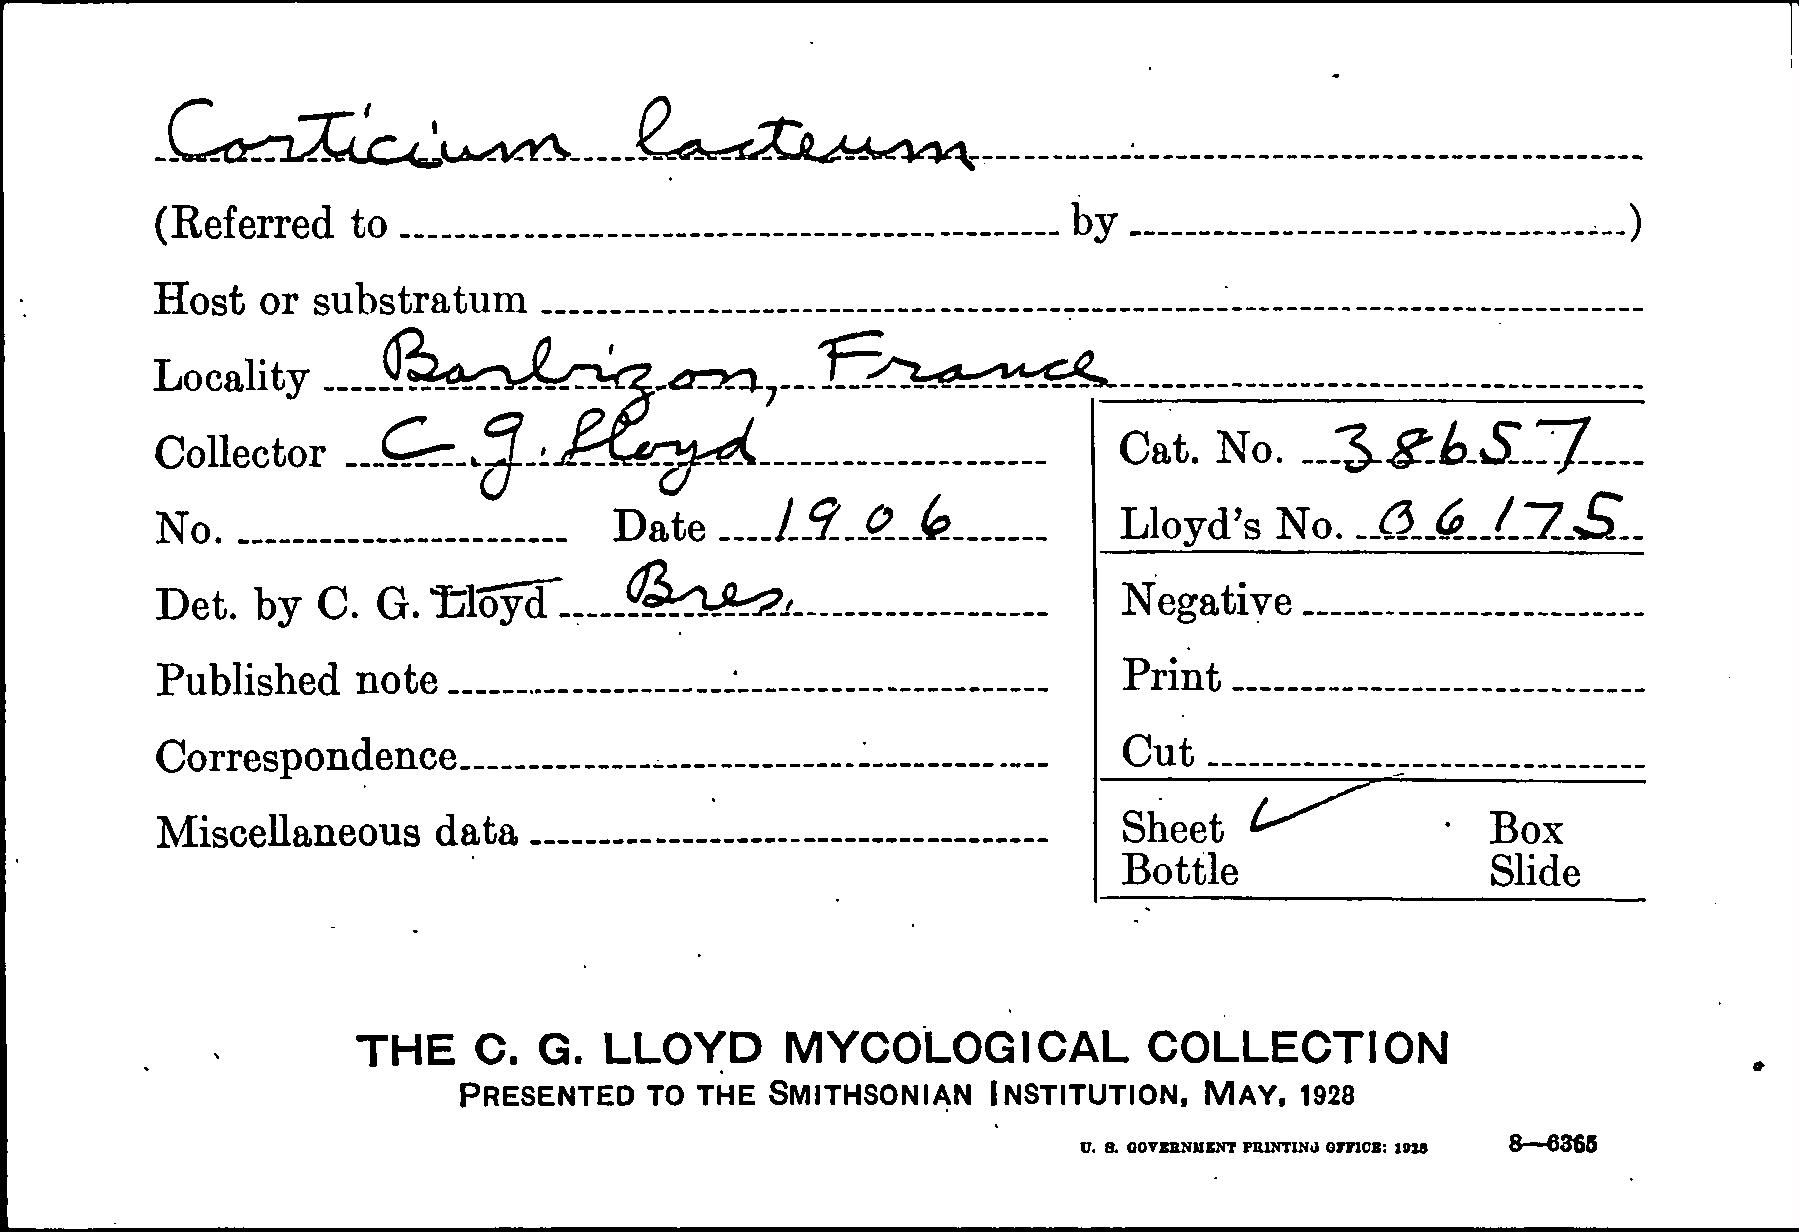 Corticium lacteum
(Referred to by )
Host or substratum
Locality Barbizon, France
Collector C. G. Lloyd
Cat. No. 38657
No. Date 1906
Lloyd's No. 06175
Det. by C. G. Lloyd Bres.
Negative
Published note
Print
Correspondence
Cut
Miscellaneous data
Sheet ✓ Box
Bottle Slide
THE C. G. LLOYD MYCOLOGICAL COLLECTION
PRESENTED TO THE SMITHSONIAN INSTITUTION, MAY, 1928
U. S. GOVERNMENT PRINTING OFFICE: 1928 8—6365